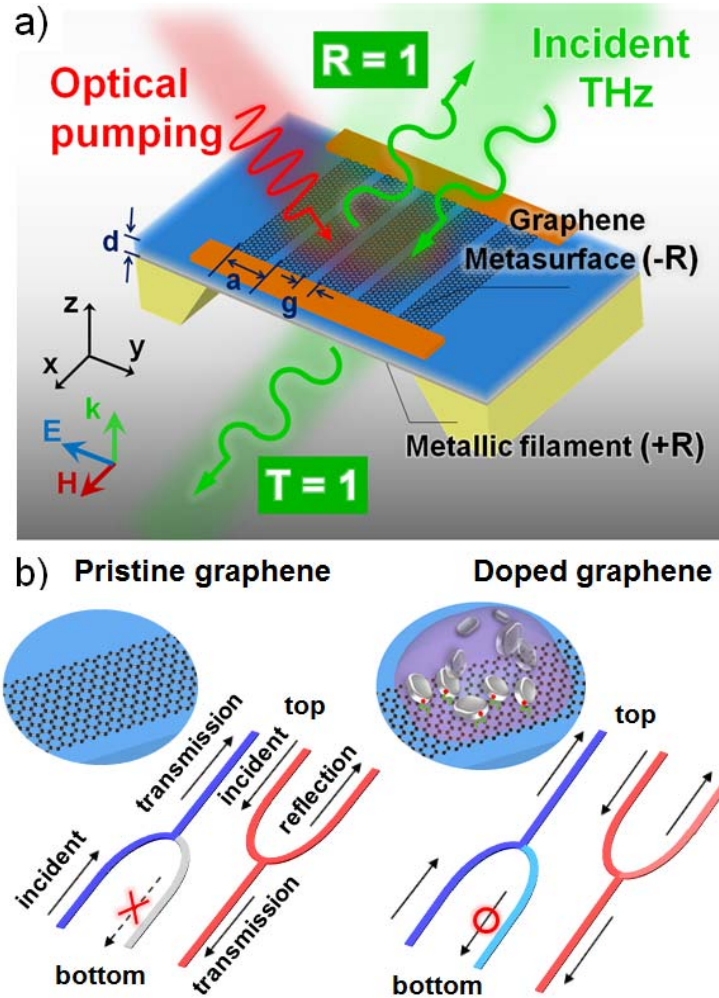 a)
R = 1
Incident
THz
Optical
pumping
Graphene
Metasurface (-R)
d
a
g
z
y
x
k
E
H
Metallic filament (+R)
T = 1
b)
Pristine graphene
Doped graphene
top
transmission
incident
reflection
incident
transmission
bottom
top
bottom